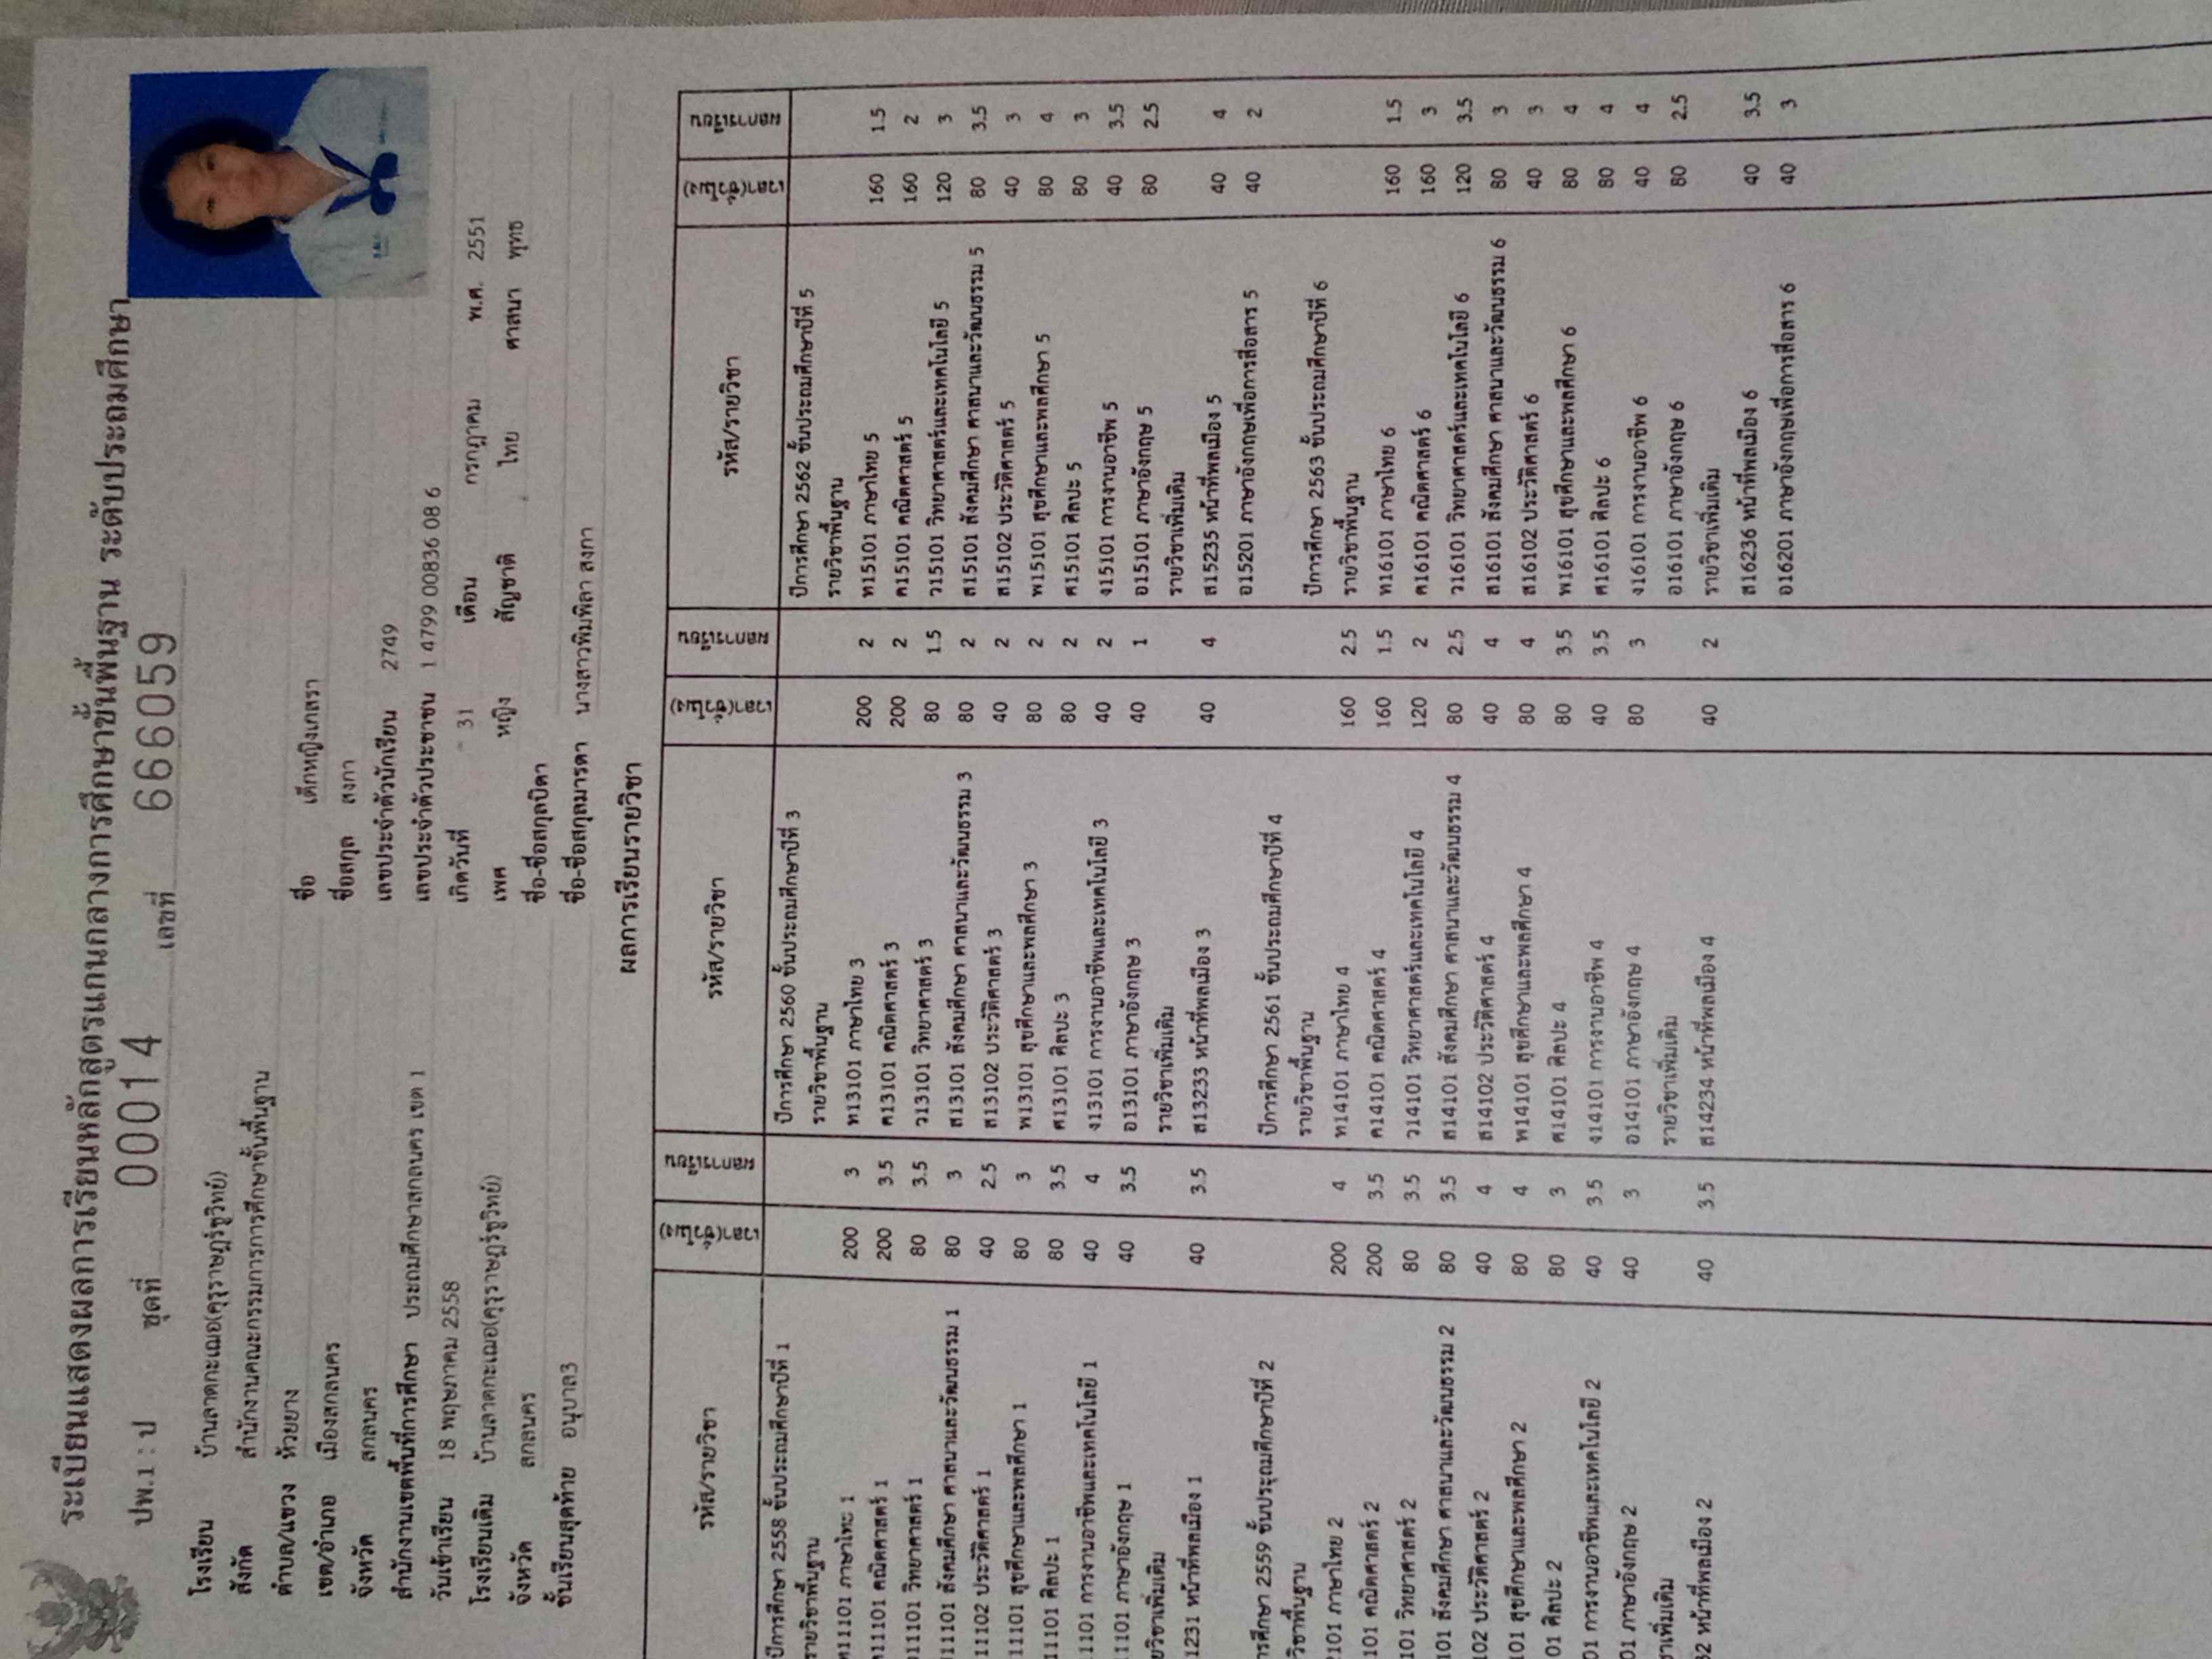 ระเบียนแสดงผลการเรียนหลักสูตรแกนกลางการศึกษาขั้นพื้นฐาน ระดับประถมศึกษา
ปพ.1 : ป ชุดที่ 00014 เลขที่ 666059
โรงเรียน บ้านลาดกะเฌอ(คุรุราษฎร์ชูวิทย์)
สังกัด สำนักงานคณะกรรมการการศึกษาขั้นพื้นฐาน
ตำบล/แขวง ห้วยยาง
เขต/อำเภอ เมืองสกลนคร
จังหวัด สกลนคร
สำนักงานเขตพื้นที่การศึกษา ประถมศึกษาสกลนคร เขต 1
วันเข้าเรียน 18 พฤษภาคม 2558
โรงเรียนเดิม บ้านลาดกะเฌอ(คุรุราษฎร์ชูวิทย์)
จังหวัด สกลนคร
ชั้นเรียนสุดท้าย อนุบาล3
ชื่อ เด็กหญิงเกสรา
ชื่อสกุล สงกา
เลขประจำตัวนักเรียน 2749
เลขประจำตัวประชาชน 1 4799 00836 08 6
เกิดวันที่ 31 เดือน กรกฎาคม พ.ศ. 2551
เพศ หญิง สัญชาติ ไทย ศาสนา พุทธ
ชื่อ-ชื่อสกุลบิดา
ชื่อ-ชื่อสกุลมารดา นางสาวพิมพิลา สงกา
ผลการเรียนรายวิชา
รหัส/รายวิชา เวลา(ชั่วโมง) ผลการเรียน
ปีการศึกษา 2558 ชั้นประถมศึกษาปีที่ 1
รายวิชาพื้นฐาน
ท11101 ภาษาไทย 1 200 3
ค11101 คณิตศาสตร์ 1 200 3.5
ว11101 วิทยาศาสตร์ 1 80 3.5
11101 สังคมศึกษา ศาสนาและวัฒนธรรม 1 80 3
11102 ประวัติศาสตร์ 1 40 2.5
11101 สุขศึกษาและพลศึกษา 1 80 3
11101 ศิลปะ 1 80 3.5
1101 การงานอาชีพและเทคโนโลยี 1 40 4
1101 ภาษาอังกฤษ 1 40 3.5
ยวิชาเพิ่มเติม
1231 หน้าที่พลเมือง 1 40 3.5
ารศึกษา 2559 ชั้นประถมศึกษาปีที่ 2
วิชาพื้นฐาน
2101 ภาษาไทย 2 200 4
101 คณิตศาสตร์ 2 200 3.5
101 วิทยาศาสตร์ 2 80 3.5
101 สังคมศึกษา ศาสนาและวัฒนธรรม 2 80 3.5
102 ประวัติศาสตร์ 2 40 4
101 สุขศึกษาและพลศึกษา 2 80 4
01 ศิลปะ 2 80 3
01 การงานอาชีพและเทคโนโลยี 2 40 3.5
01 ภาษาอังกฤษ 2 40 3
าเพิ่มเติม
32 หน้าที่พลเมือง 2 40 3.5
รหัส/รายวิชา เวลา(ชั่วโมง) ผลการเรียน
ปีการศึกษา 2560 ชั้นประถมศึกษาปีที่ 3
รายวิชาพื้นฐาน
ท13101 ภาษาไทย 3 200 2
ค13101 คณิตศาสตร์ 3 200 2
ว13101 วิทยาศาสตร์ 3 80 1.5
ส13101 สังคมศึกษา ศาสนาและวัฒนธรรม 3 80 2
ส13102 ประวัติศาสตร์ 3 40 2
พ13101 สุขศึกษาและพลศึกษา 3 80 2
ศ13101 ศิลปะ 3 80 2
ง13101 การงานอาชีพและเทคโนโลยี 3 40 2
อ13101 ภาษาอังกฤษ 3 40 1
รายวิชาเพิ่มเติม
ส13233 หน้าที่พลเมือง 3 40 4
ปีการศึกษา 2561 ชั้นประถมศึกษาปีที่ 4
รายวิชาพื้นฐาน
ท14101 ภาษาไทย 4 160 2.5
ค14101 คณิตศาสตร์ 4 160 1.5
ว14101 วิทยาศาสตร์และเทคโนโลยี 4 120 2
ส14101 สังคมศึกษา ศาสนาและวัฒนธรรม 4 80 2.5
ส14102 ประวัติศาสตร์ 4 40 4
พ14101 สุขศึกษาและพลศึกษา 4 80 4
ศ14101 ศิลปะ 4 80 3.5
ง14101 การงานอาชีพ 4 40 3.5
อ14101 ภาษาอังกฤษ 4 80 3
รายวิชาเพิ่มเติม
ส14234 หน้าที่พลเมือง 4 40 2
รหัส/รายวิชา เวลา(ชั่วโมง) ผลการเรียน
ปีการศึกษา 2562 ชั้นประถมศึกษาปีที่ 5
รายวิชาพื้นฐาน
ท15101 ภาษาไทย 5 160 1.5
ค15101 คณิตศาสตร์ 5 160 2
ว15101 วิทยาศาสตร์และเทคโนโลยี 5 120 3
ส15101 สังคมศึกษา ศาสนาและวัฒนธรรม 5 80 3.5
ส15102 ประวัติศาสตร์ 5 40 3
พ15101 สุขศึกษาและพลศึกษา 5 80 4
ศ15101 ศิลปะ 5 80 3
ง15101 การงานอาชีพ 5 40 3.5
อ15101 ภาษาอังกฤษ 5 80 2.5
รายวิชาเพิ่มเติม
ส15235 หน้าที่พลเมือง 5 40 4
อ15201 ภาษาอังกฤษเพื่อการสื่อสาร 5 40 2
ปีการศึกษา 2563 ชั้นประถมศึกษาปีที่ 6
รายวิชาพื้นฐาน
ท16101 ภาษาไทย 6 160 1.5
ค16101 คณิตศาสตร์ 6 160 3
ว16101 วิทยาศาสตร์และเทคโนโลยี 6 120 3.5
ส16101 สังคมศึกษา ศาสนาและวัฒนธรรม 6 80 3
ส16102 ประวัติศาสตร์ 6 40 3
พ16101 สุขศึกษาและพลศึกษา 6 80 4
ศ16101 ศิลปะ 6 80 4
ง16101 การงานอาชีพ 6 40 4
อ16101 ภาษาอังกฤษ 6 80 2.5
รายวิชาเพิ่มเติม
ส16236 หน้าที่พลเมือง 6 40 3.5
อ16201 ภาษาอังกฤษเพื่อการสื่อสาร 6 40 3